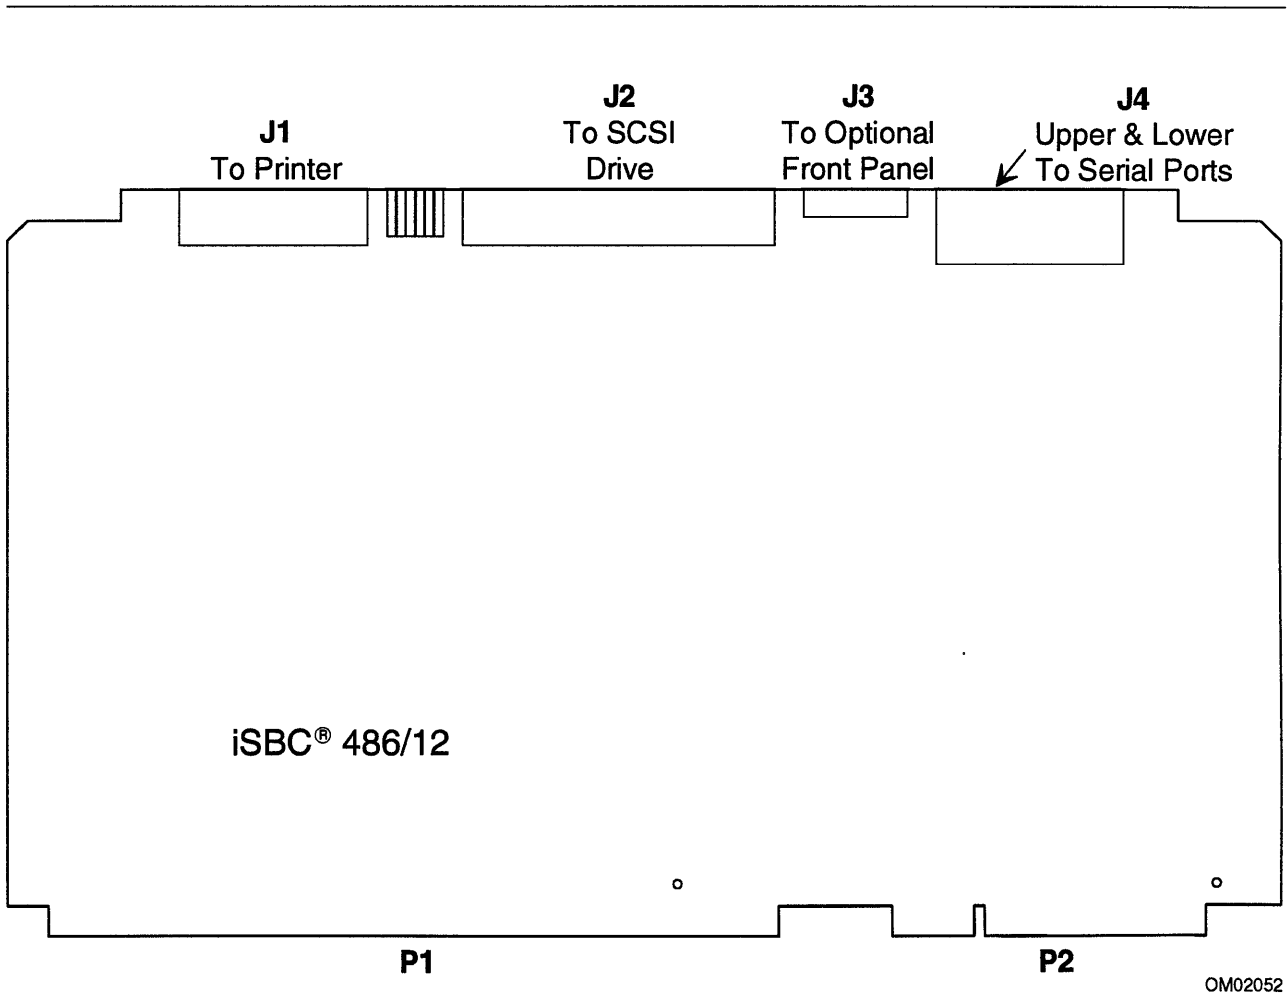 J1
To Printer
J2
To SCSI
Drive
J3
To Optional
Front Panel
J4
Upper & Lower
To Serial Ports
iSBC® 486/12
P1
P2
OM02052